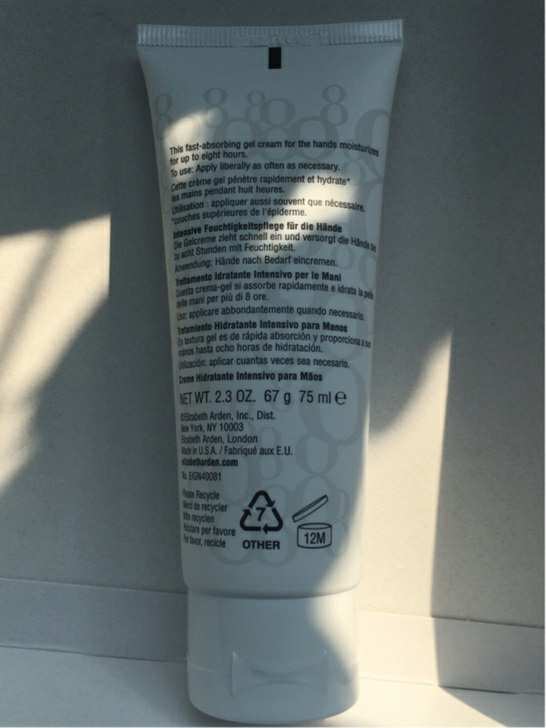 This fast-absorbing gel cream for the hands moisturizes
for up to eight hours.
To use: Apply liberally as often as necessary.
Cette crème gel pénètre rapidement et hydrate*
les mains pendant huit heures.
Utilisation : appliquer aussi souvent que nécessaire.
*couches supérieures de l'épiderme.
Intensive Feuchtigkeitspflege für die Hände
Die Gelcreme zieht schnell ein und versorgt die Hände bis
zu acht Stunden mit Feuchtigkeit.
Anwendung: Hände nach Bedarf eincremen.
Trattamento Idratante Intensivo per le Mani
Questa crema-gel si assorbe rapidamente e idrata la pelle
delle mani per più di 8 ore.
Uso: applicare abbondantemente quando necessario.
Tratamiento Hidratante Intensivo para Manos
Su textura gel es de rápida absorción y proporciona a sus
manos hasta ocho horas de hidratación.
Utilización: aplicar cuantas veces sea necesario.
Creme Hidratante Intensivo para Mãos
NET WT. 2.3 OZ. 67 g 75 ml e
©Elizabeth Arden, Inc., Dist.
New York, NY 10003
Elizabeth Arden, London
Made in U.S.A. / Fabriqué aux E.U.
elizabetharden.com
No. EIGN40081
Please Recycle
Merci de recycler
Bitte recyclen
Riciclare per favore
Por favor, recicle
7
OTHER
12M